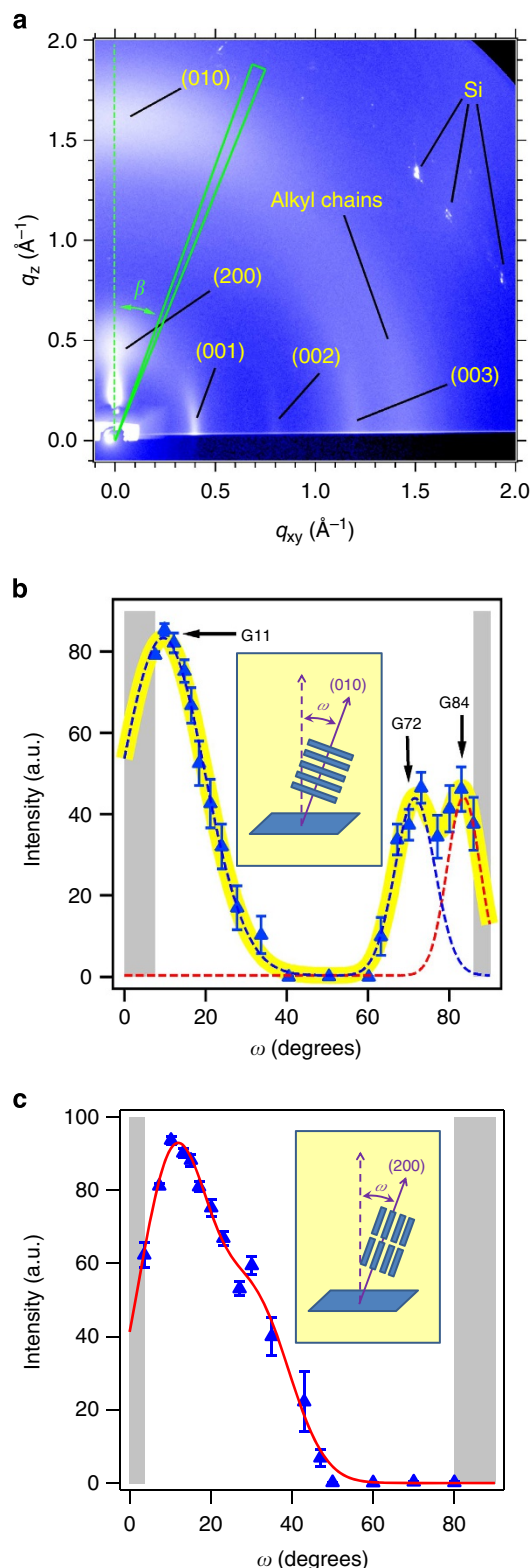 a
2.0
1.5
1.0
0.5
0.0
q_z (Å⁻¹)
(010)
Si
Alkyl chains
β
(200)
(001)
(002)
(003)
0.0 0.5 1.0 1.5 2.0
q_xy (Å⁻¹)
b
80
60
40
20
0
Intensity (a.u.)
G11
(010)
ω
G72
G84
0 20 40 60 80
ω (degrees)
c
100
80
60
40
20
0
Intensity (a.u.)
(200)
ω
0 20 40 60 80
ω (degrees)